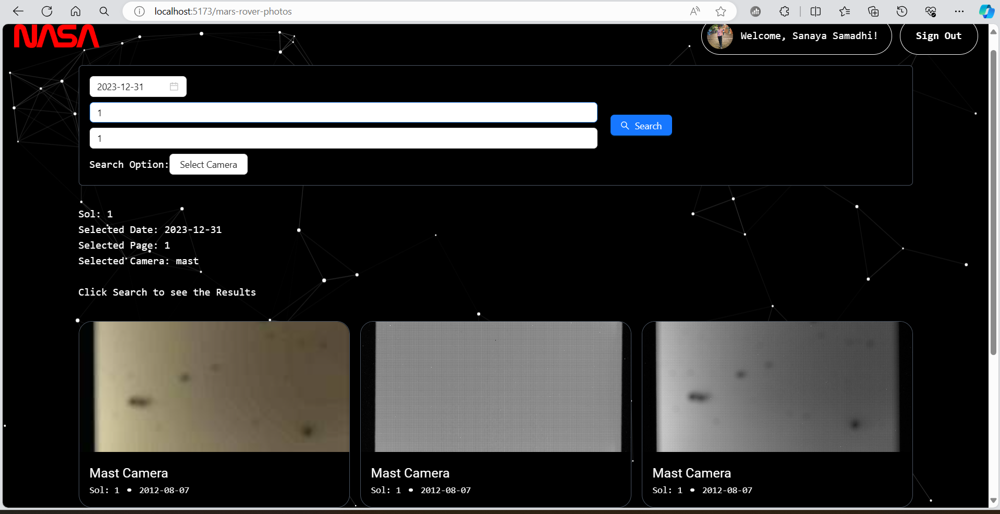 localhost:5173/mars-rover-photos
NASA
Welcome, Sanaya Samadhi!
Sign Out
2023-12-31
1
Search
1
Search Option:
Select Camera
Sol: 1
Selected Date: 2023-12-31
Selected Page: 1
Selected Camera: mast
Click Search to see the Results
Mast Camera
Sol: 1 • 2012-08-07
Mast Camera
Sol: 1 • 2012-08-07
Mast Camera
Sol: 1 • 2012-08-07